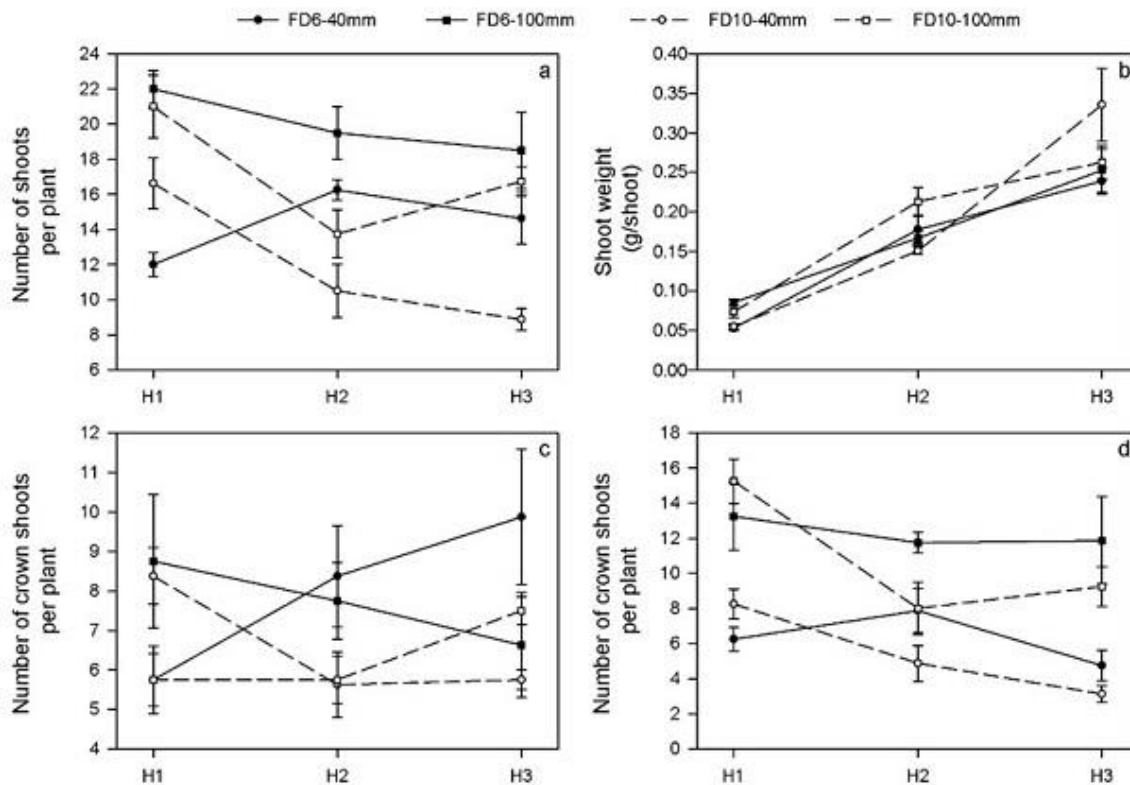 FD6-40mm FD6-100mm FD10-40mm FD10-100mm
a
Number of shoots
per plant
24
22
20
18
16
14
12
10
8
6
H1 H2 H3
b
Shoot weight
(g/shoot)
0.40
0.35
0.30
0.25
0.20
0.15
0.10
0.05
0.00
H1 H2 H3
c
Number of crown shoots
per plant
12
11
10
9
8
7
6
5
4
H1 H2 H3
d
Number of crown shoots
per plant
18
16
14
12
10
8
6
4
2
0
H1 H2 H3